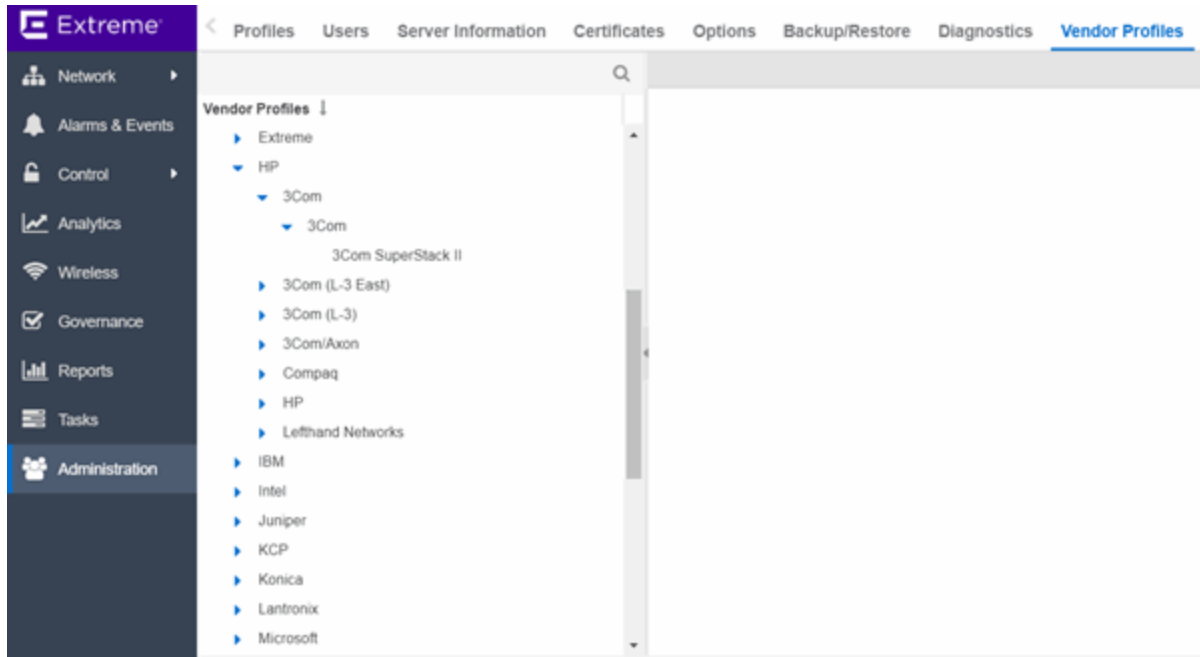 Extreme
Profiles Users Server Information Certificates Options Backup/Restore Diagnostics Vendor Profiles
Network
Alarms & Events
Control
Analytics
Wireless
Governance
Reports
Tasks
Administration
Vendor Profiles
Extreme
HP
3Com
3Com
3Com SuperStack II
3Com (L-3 East)
3Com (L-3)
3Com/Axon
Compaq
HP
Lefthand Networks
IBM
Intel
Juniper
KCP
Konica
Lantronix
Microsoft